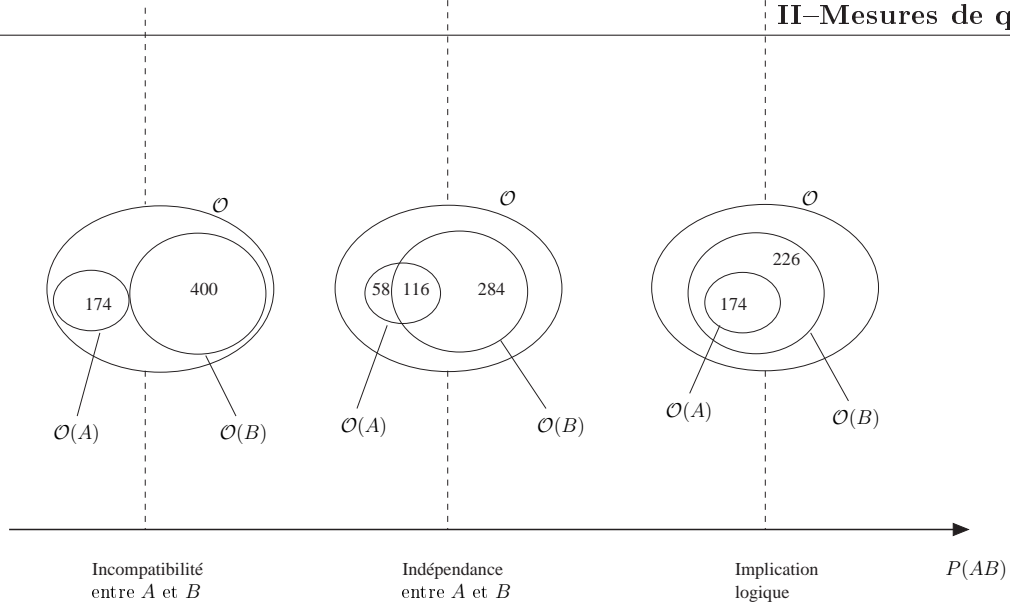 II–Mesures de q
𝒪 𝒪 𝒪
174 400 58 116 284 226 174
𝒪(A) 𝒪(B) 𝒪(A) 𝒪(B) 𝒪(A) 𝒪(B)
Incompatibilité
entre A et B
Indépendance
entre A et B
Implication
logique
P(AB)